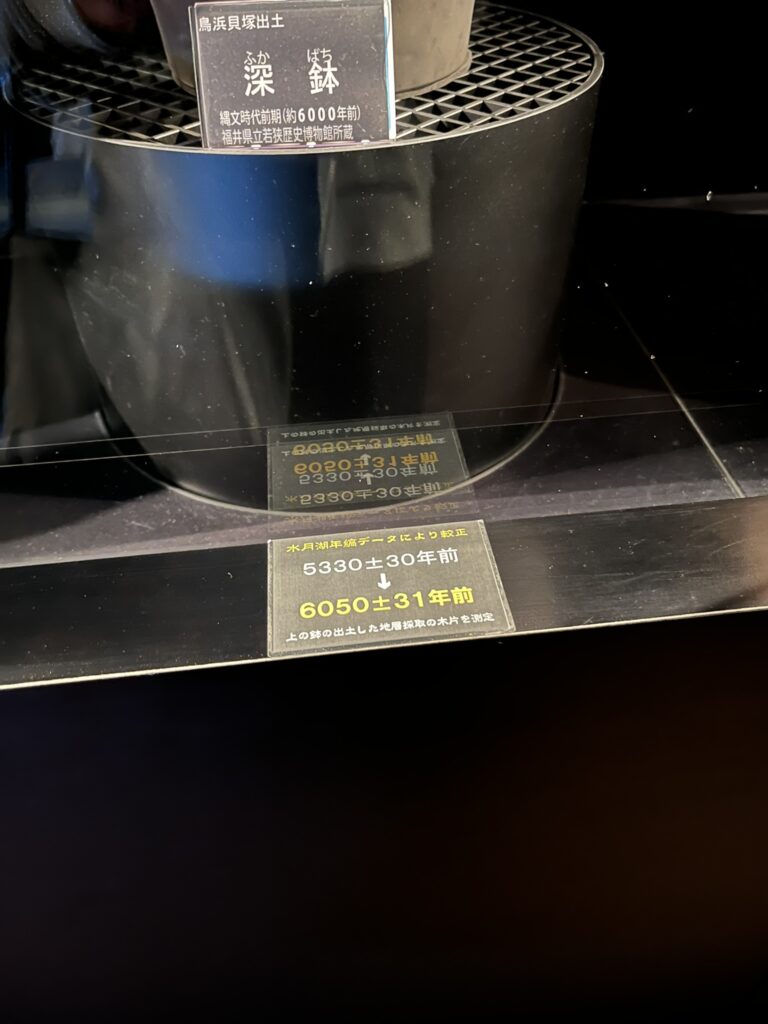 鳥浜貝塚出土
ふか ばち
深鉢
縄文時代前期(約6000年前)
福井県立若狭歴史博物館所蔵
水月湖年縞データにより較正
5330±30年前
↓
6050±31年前
上の鉢の出土した地層採取の木片を測定